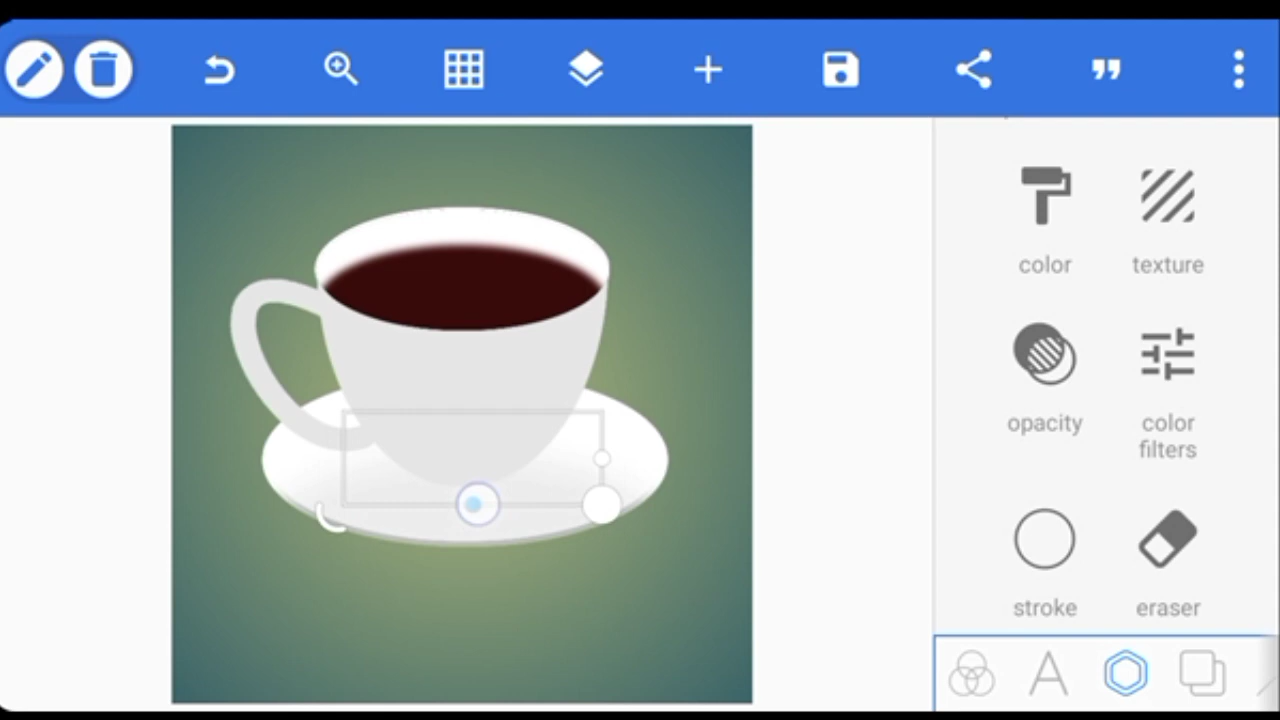 color texture
opacity color
filters
stroke eraser